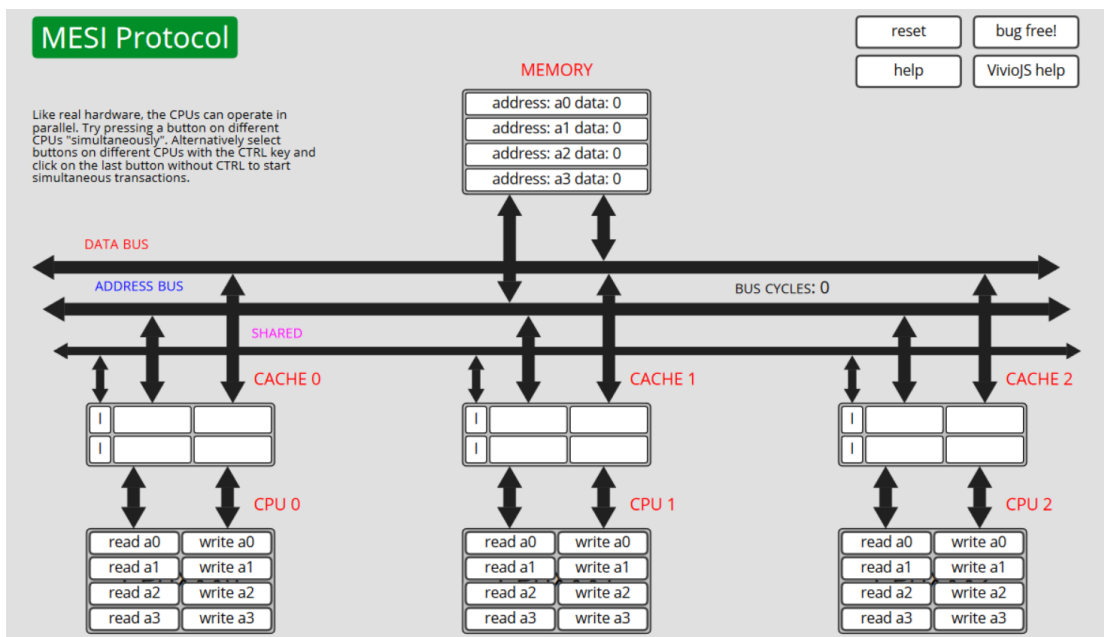 MESI Protocol
reset
bug free!
help
VivioJS help
Like real hardware, the CPUs can operate in
parallel. Try pressing a button on different
CPUs "simultaneously". Alternatively select
buttons on different CPUs with the CTRL key and
click on the last button without CTRL to start
simultaneous transactions.
MEMORY
address: a0 data: 0
address: a1 data: 0
address: a2 data: 0
address: a3 data: 0
DATA BUS
ADDRESS BUS
BUS CYCLES: 0
SHARED
CACHE 0
CACHE 1
CACHE 2
I
I
I
I
I
I
CPU 0
CPU 1
CPU 2
read a0 write a0
read a1 write a1
read a2 write a2
read a3 write a3
read a0 write a0
read a1 write a1
read a2 write a2
read a3 write a3
read a0 write a0
read a1 write a1
read a2 write a2
read a3 write a3